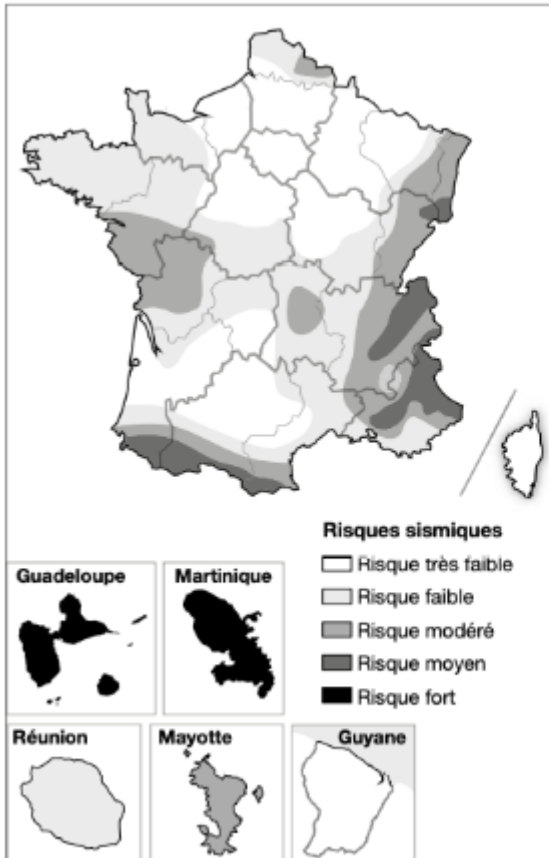 Risques sismiques
Risque très faible
Risque faible
Risque modéré
Risque moyen
Risque fort
Guadeloupe
Martinique
Réunion
Mayotte
Guyane